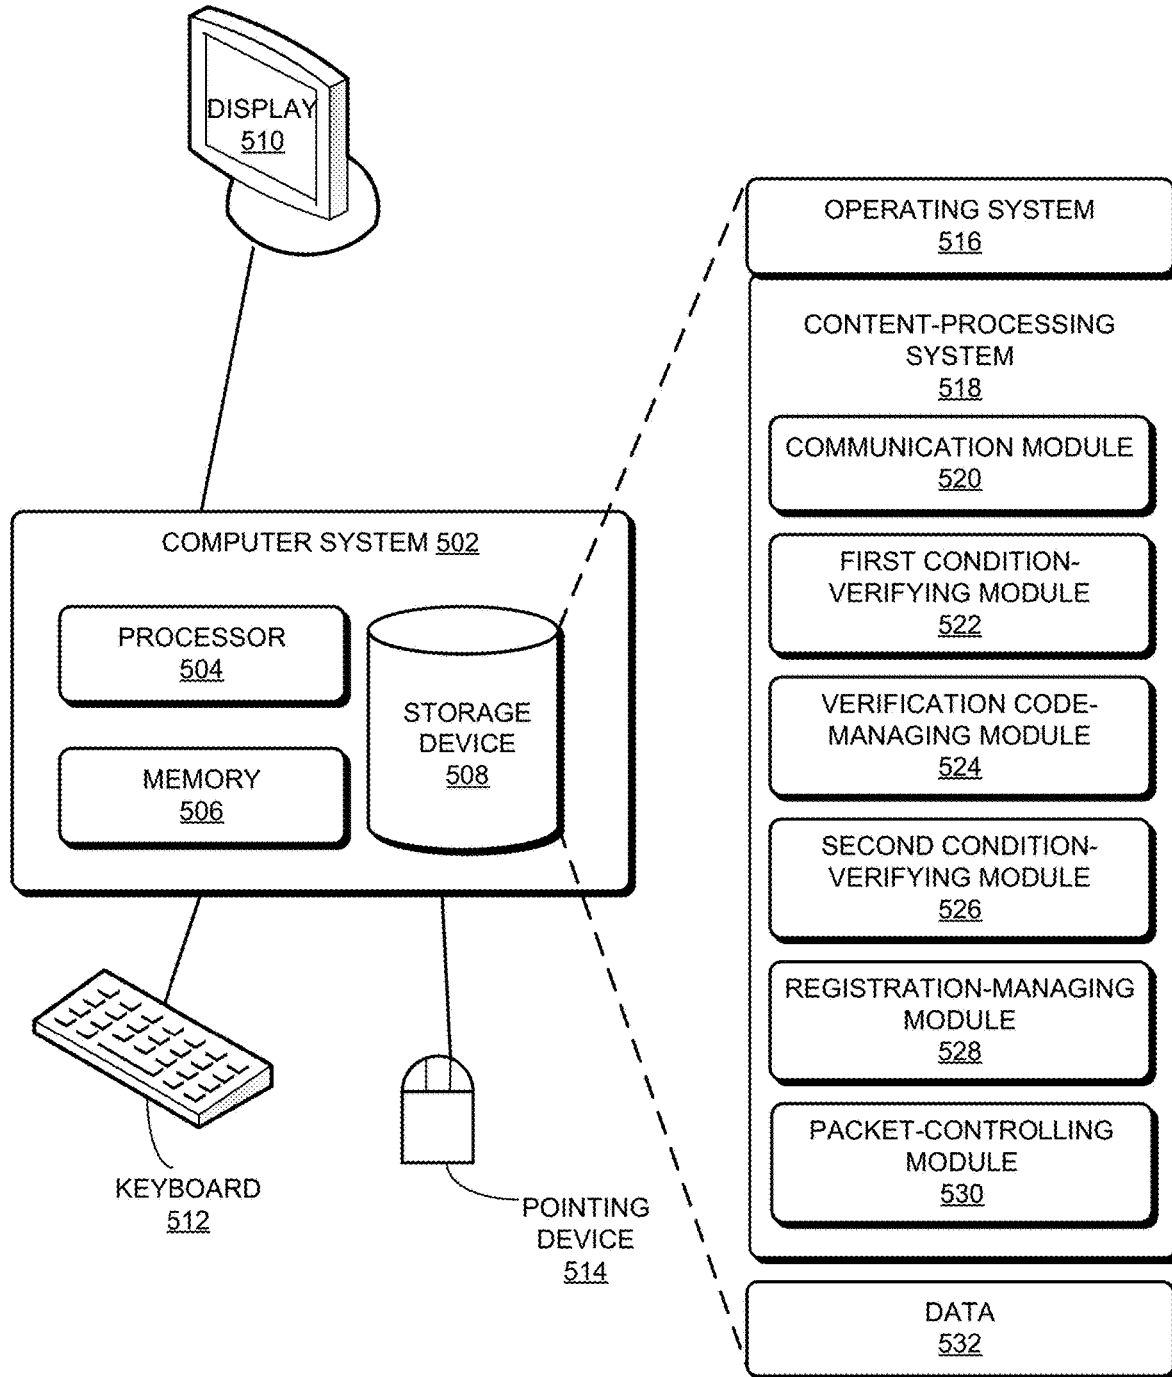 DISPLAY
510
OPERATING SYSTEM
516
CONTENT-PROCESSING
SYSTEM
518
COMMUNICATION MODULE
520
FIRST CONDITION-
VERIFYING MODULE
522
VERIFICATION CODE-
MANAGING MODULE
524
SECOND CONDITION-
VERIFYING MODULE
526
REGISTRATION-MANAGING
MODULE
528
PACKET-CONTROLLING
MODULE
530
DATA
532
COMPUTER SYSTEM 502
PROCESSOR
504
MEMORY
506
STORAGE
DEVICE
508
KEYBOARD
512
POINTING
DEVICE
514